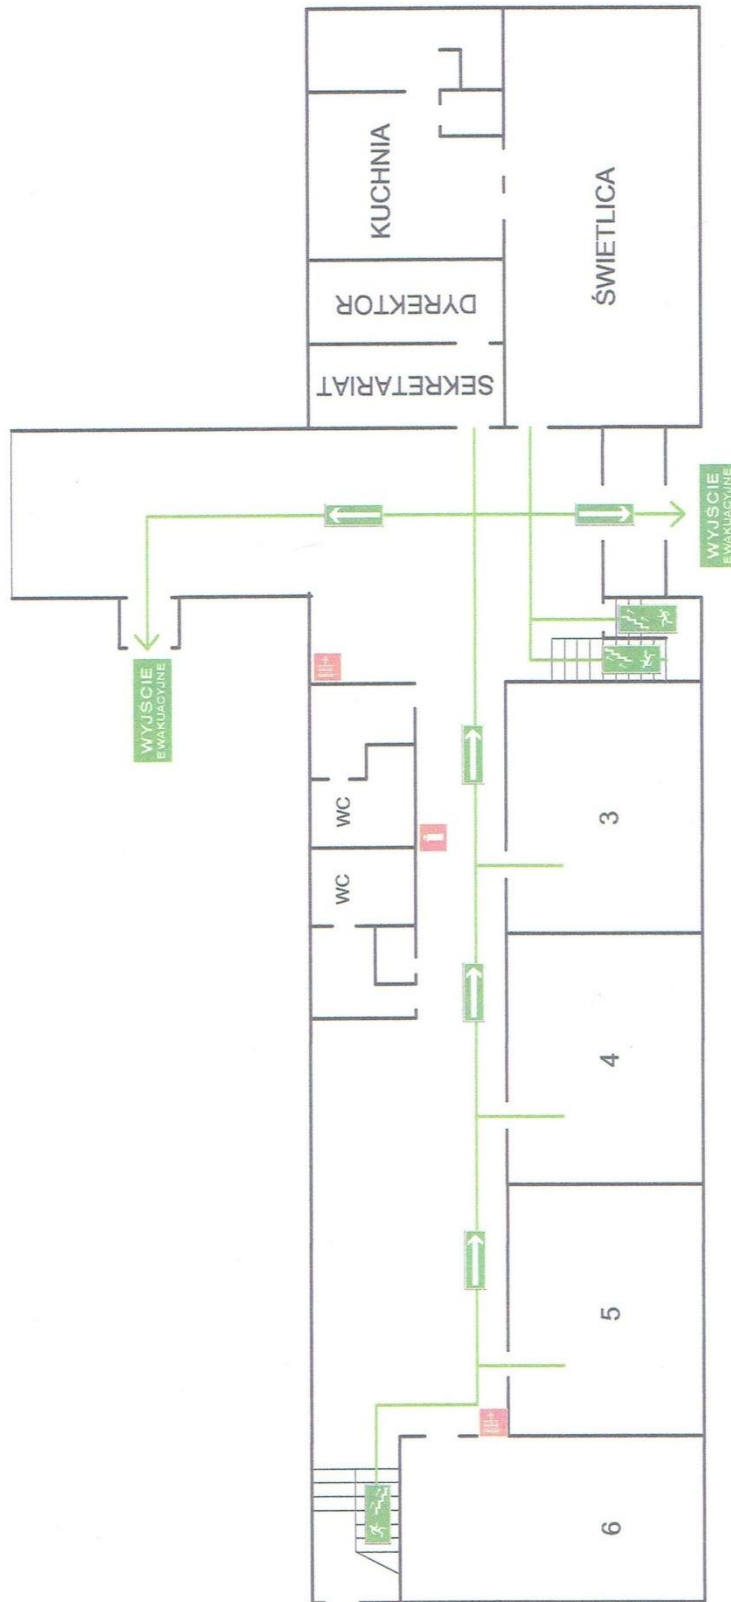 KUCHNIA
DYREKTOR
SEKRETARIAT
ŚWIETLICA
WYJŚCIE
EWAKUACYJNE
WYJŚCIE
EWAKUACYJNE
WC
WC
3
4
5
6